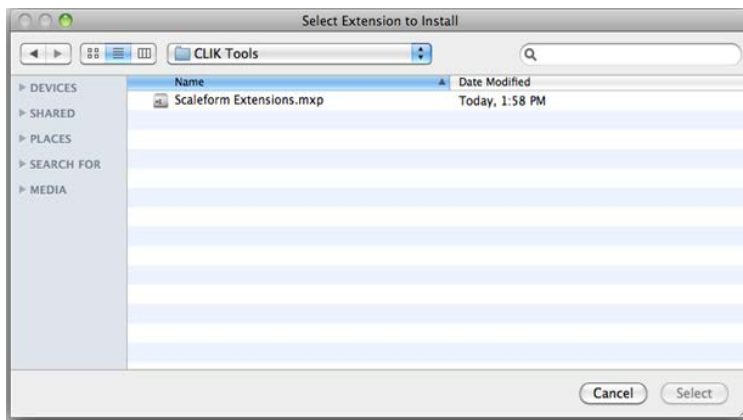 Select Extension to Install
CLIK Tools
Name
Date Modified
DEVICES
Scaleform Extensions.mxp
Today, 1:58 PM
SHARED
PLACES
SEARCH FOR
MEDIA
Cancel
Select